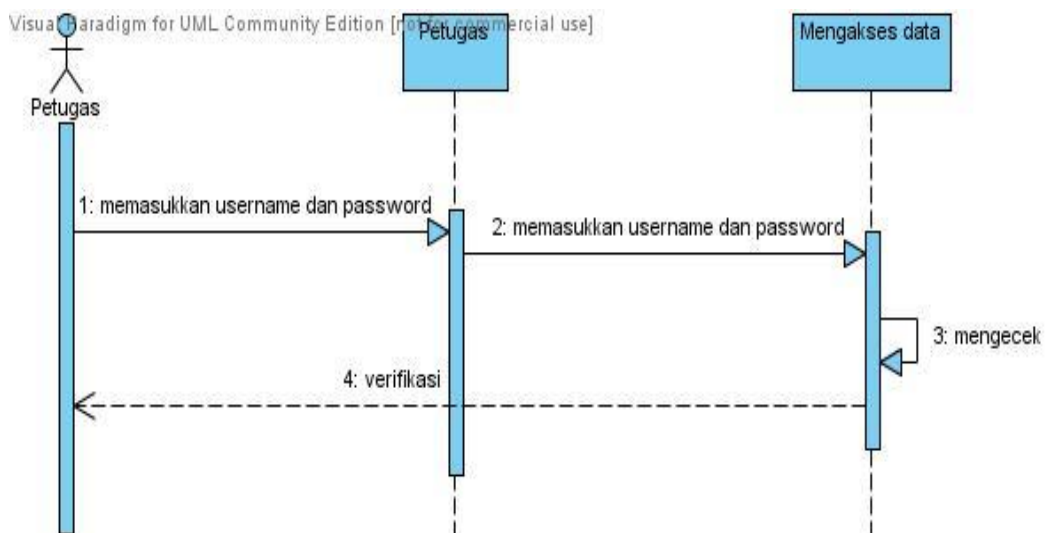 Visual Paradigm for UML Community Edition [not for commercial use]
Petugas
Petugas
Mengakses data
1: memasukkan username dan password
2: memasukkan username dan password
3: mengecek
4: verifikasi